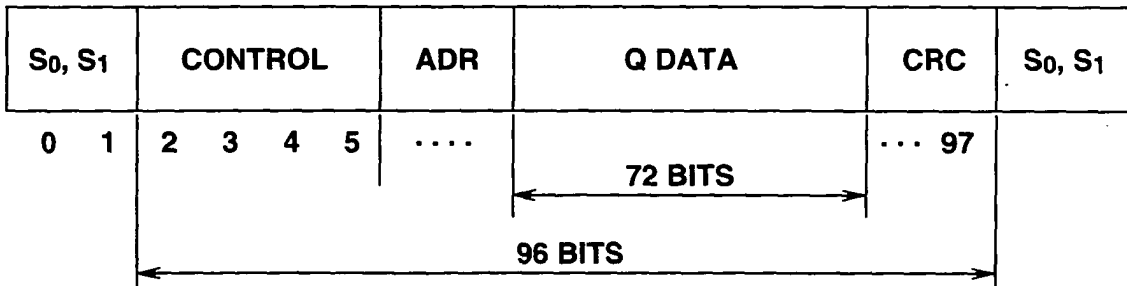 S0, S1 CONTROL ADR Q DATA CRC S0, S1
0 1 2 3 4 5 .... ... 97
72 BITS
96 BITS